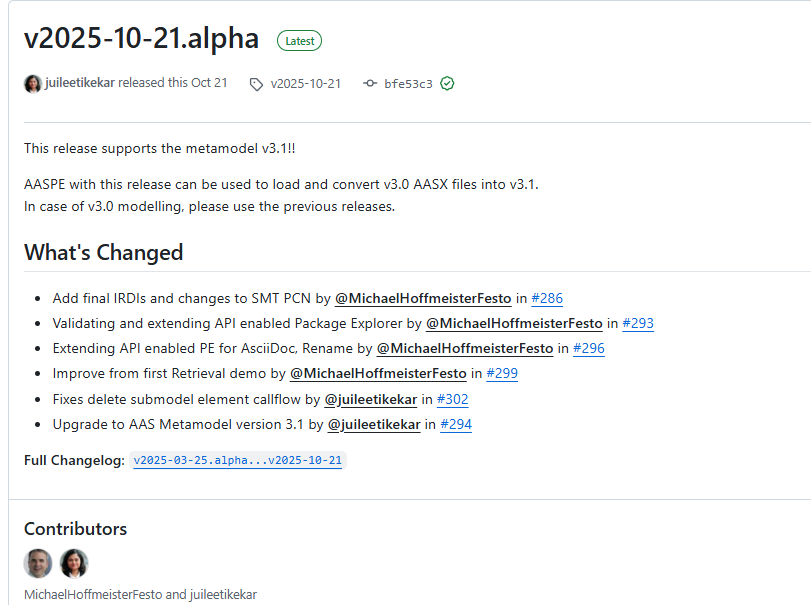 v2025-10-21.alpha Latest
juileetikekar released this Oct 21 v2025-10-21 bfe53c3
This release supports the metamodel v3.1!!
AASPE with this release can be used to load and convert v3.0 AASX files into v3.1.
In case of v3.0 modelling, please use the previous releases.
What's Changed
• Add final IRDIs and changes to SMT PCN by @MichaelHoffmeisterFesto in #286
• Validating and extending API enabled Package Explorer by @MichaelHoffmeisterFesto in #293
• Extending API enabled PE for AsciiDoc, Rename by @MichaelHoffmeisterFesto in #296
• Improve from first Retrieval demo by @MichaelHoffmeisterFesto in #299
• Fixes delete submodel element callflow by @juileetikekar in #302
• Upgrade to AAS Metamodel version 3.1 by @juileetikekar in #294
Full Changelog: v2025-03-25.alpha...v2025-10-21
Contributors
MichaelHoffmeisterFesto and juileetikekar